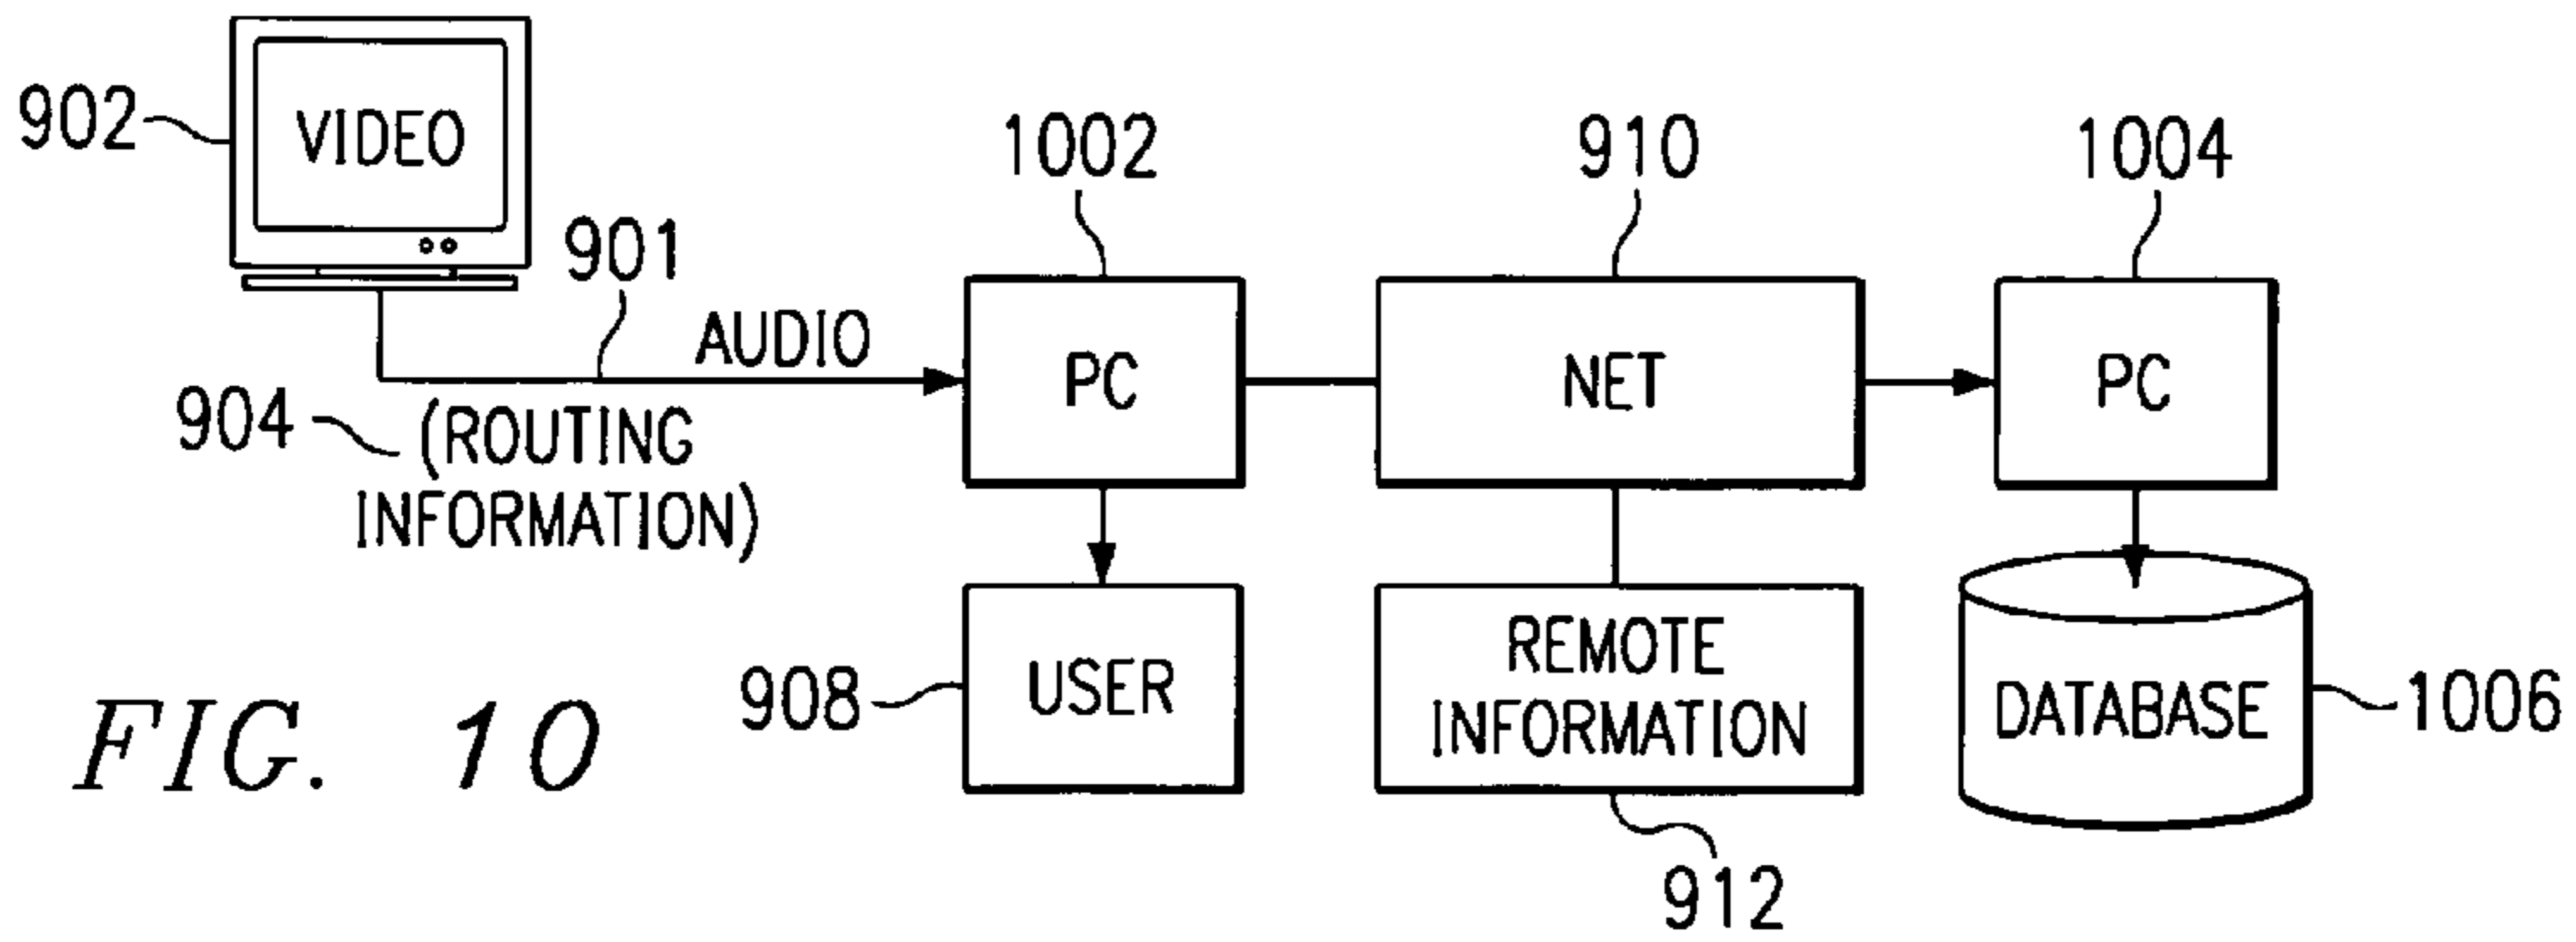 902
VIDEO
901
AUDIO
904
(ROUTING
INFORMATION)
1002
PC
910
NET
1004
PC
908
USER
REMOTE
INFORMATION
912
DATABASE
1006
FIG. 10